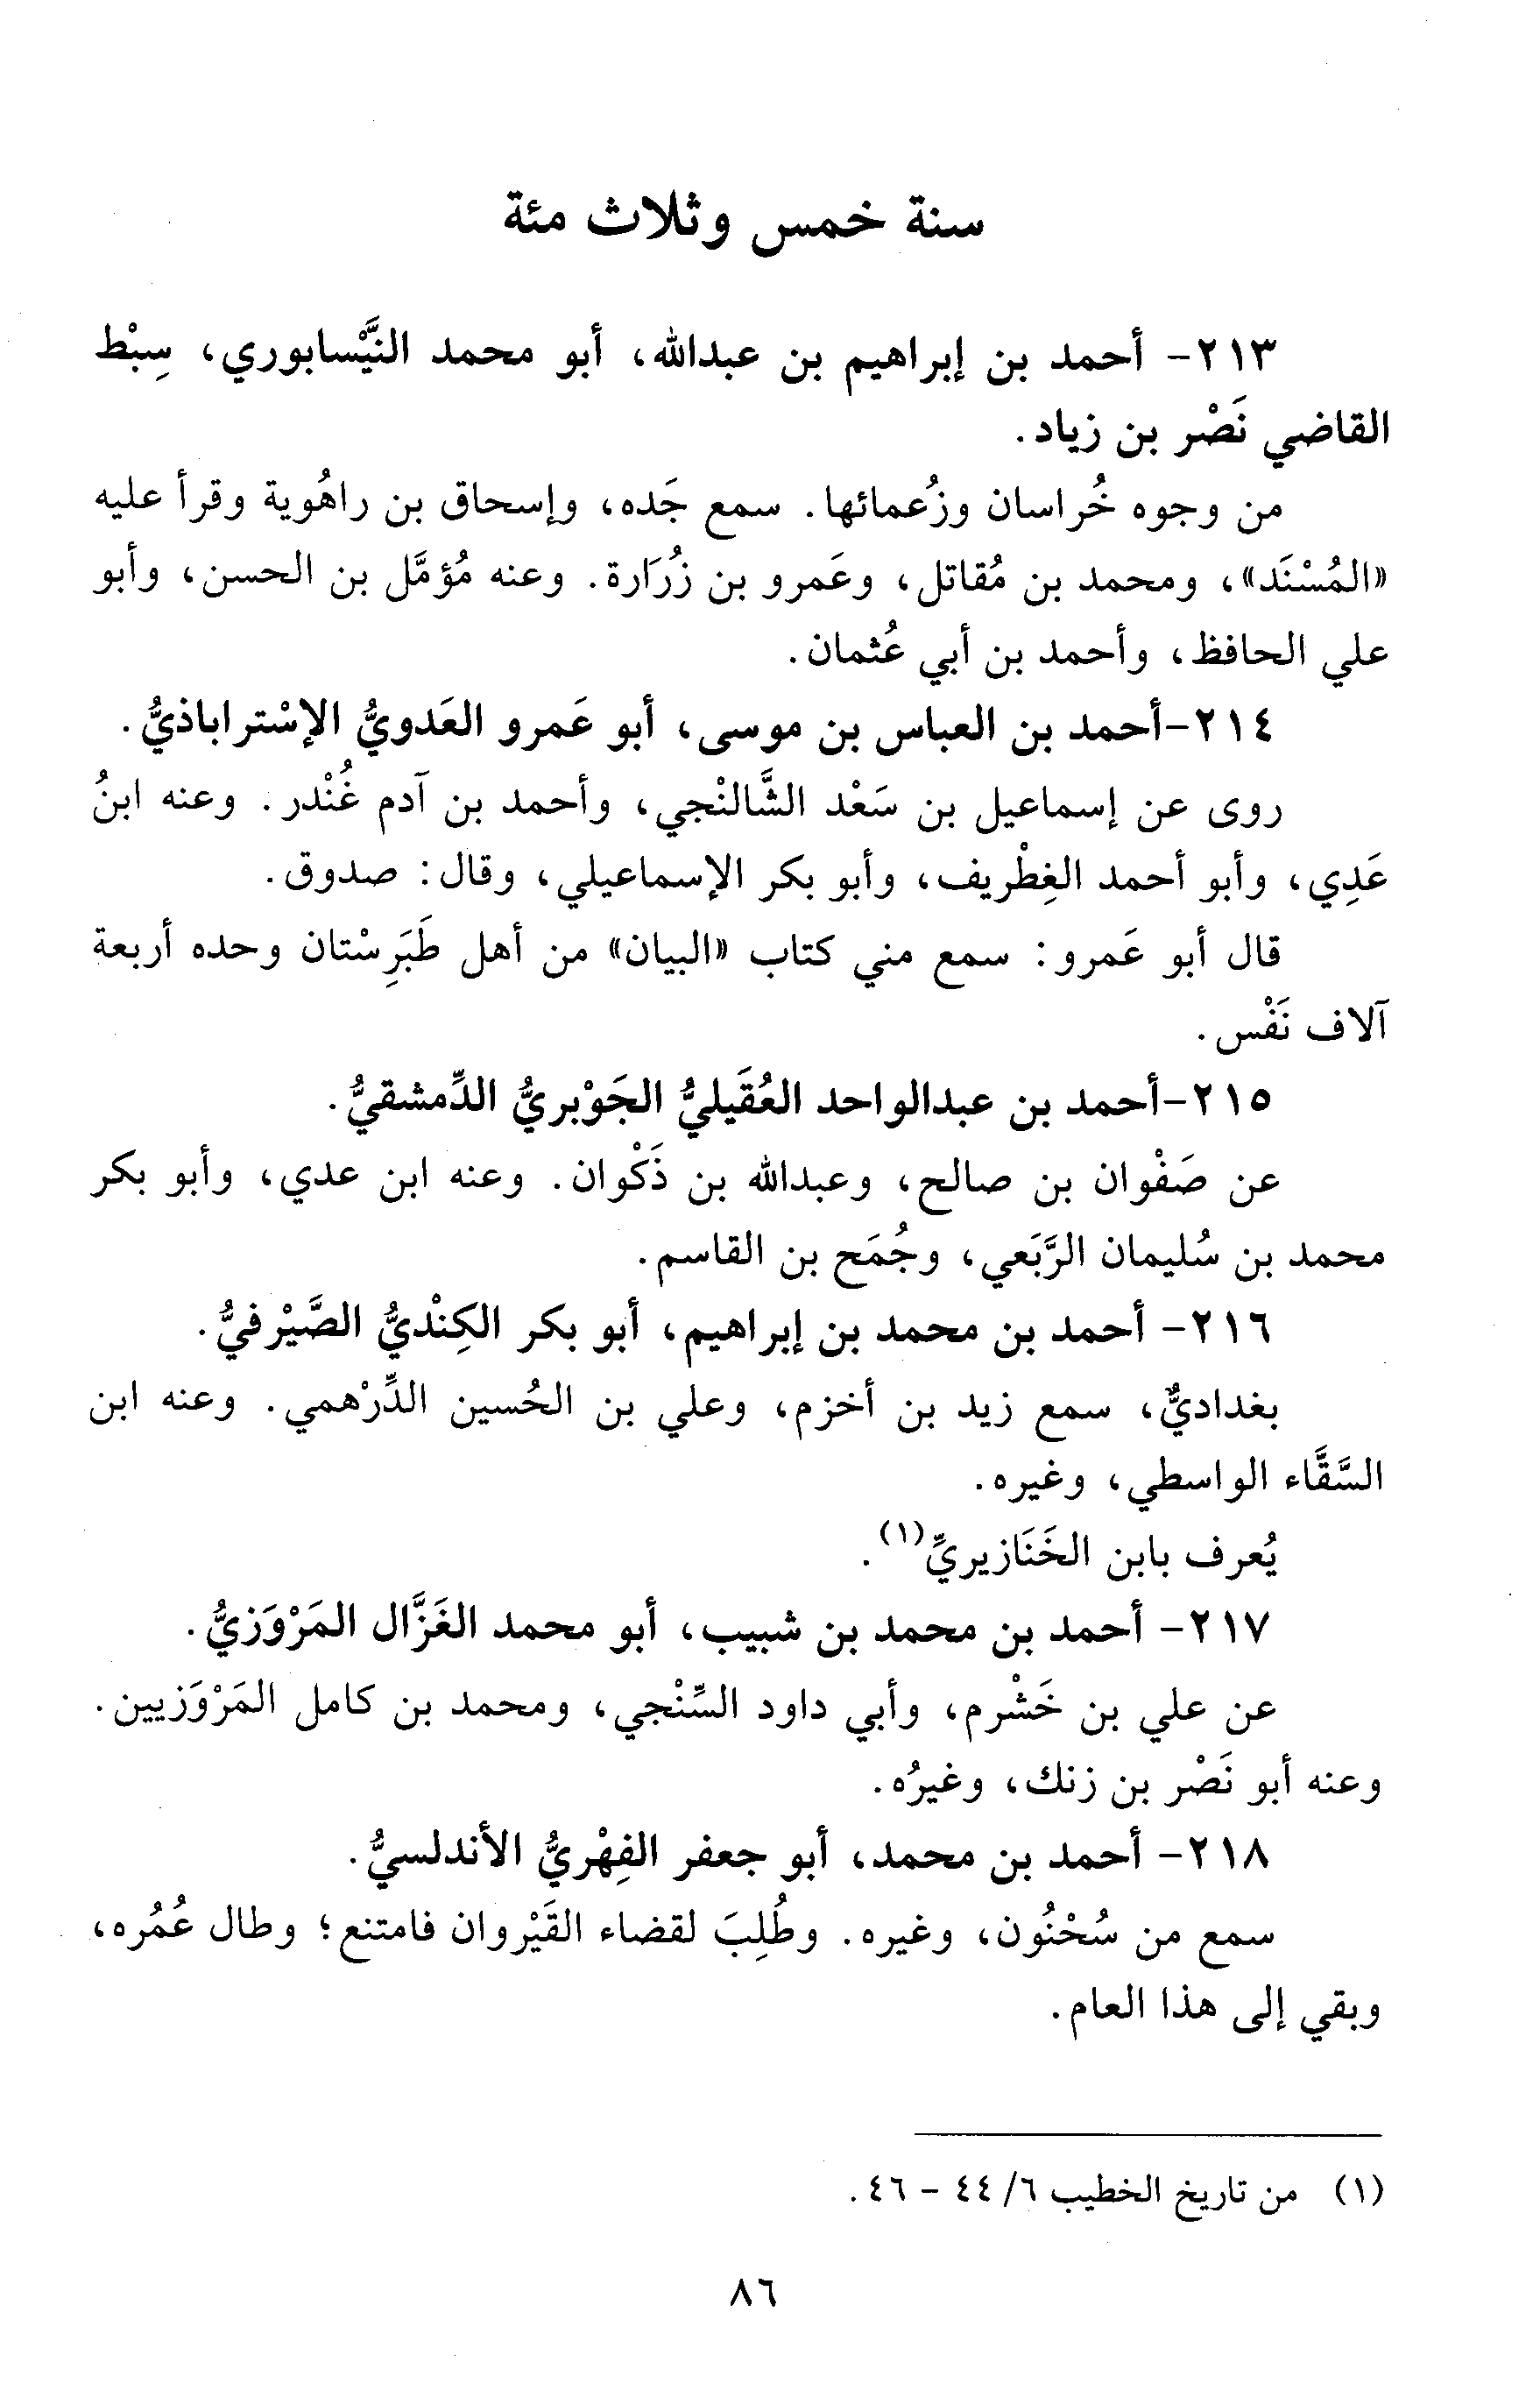 سنة خمس وثلاث مئة
٢١٣- أحمد بن إبراهيم بن عبدالله، أبو محمد النَّيْسابوري، سِبْط
القاضي نَصْر بن زياد.
من وجوه خُراسان وزُعمائها. سمع جَده، وإسحاق بن راهُوية وقرأ عليه
«المُسْنَد»، ومحمد بن مُقاتل، وعَمرو بن زُرَارة. وعنه مُؤمَّل بن الحسن، وأبو
علي الحافظ، وأحمد بن أبي عُثمان.
٢١٤-أحمد بن العباس بن موسى، أبو عَمرو العَدويُّ الإسْتراباذيُّ.
روى عن إسماعيل بن سَعْد الشَّالنْجي، وأحمد بن آدم غُنْدر. وعنه ابنُ
عَدِي، وأبو أحمد الغِطْريف، وأبو بكر الإسماعيلي، وقال: صدوق.
قال أبو عَمرو: سمع مني كتاب «البيان» من أهل طَبَرِسْتان وحده أربعة
آلاف نَفْس.
٢١٥-أحمد بن عبدالواحد العُقَيليُّ الجَوْبريُّ الدِّمشقيُّ.
عن صَفْوان بن صالح، وعبدالله بن ذَكْوان. وعنه ابن عدي، وأبو بكر
محمد بن سُليمان الرَّبَعي، وجُمَح بن القاسم.
٢١٦- أحمد بن محمد بن إبراهيم، أبو بكر الكِنْديُّ الصَّيْرفيُّ.
بغداديٌّ، سمع زيد بن أخزم، وعلي بن الحُسين الدِّرْهمي. وعنه ابن
السَّقَّاء الواسطي، وغيره.
يُعرف بابن الخَنَازيريِّ(١).
٢١٧- أحمد بن محمد بن شبيب، أبو محمد الغَزَّال المَرْوَزيُّ.
عن علي بن خَشْرم، وأبي داود السِّنْجي، ومحمد بن كامل المَرْوَزيين.
وعنه أبو نَصْر بن زنك، وغيرُه.
٢١٨- أحمد بن محمد، أبو جعفر الفِهْريُّ الأندلسيُّ.
سمع من سُحْنُون، وغيره. وطُلِبَ لقضاء القَيْروان فامتنع؛ وطال عُمُره،
وبقي إلى هذا العام.
(١) من تاريخ الخطيب ٦/ ٤٤ - ٤٦.
٨٦